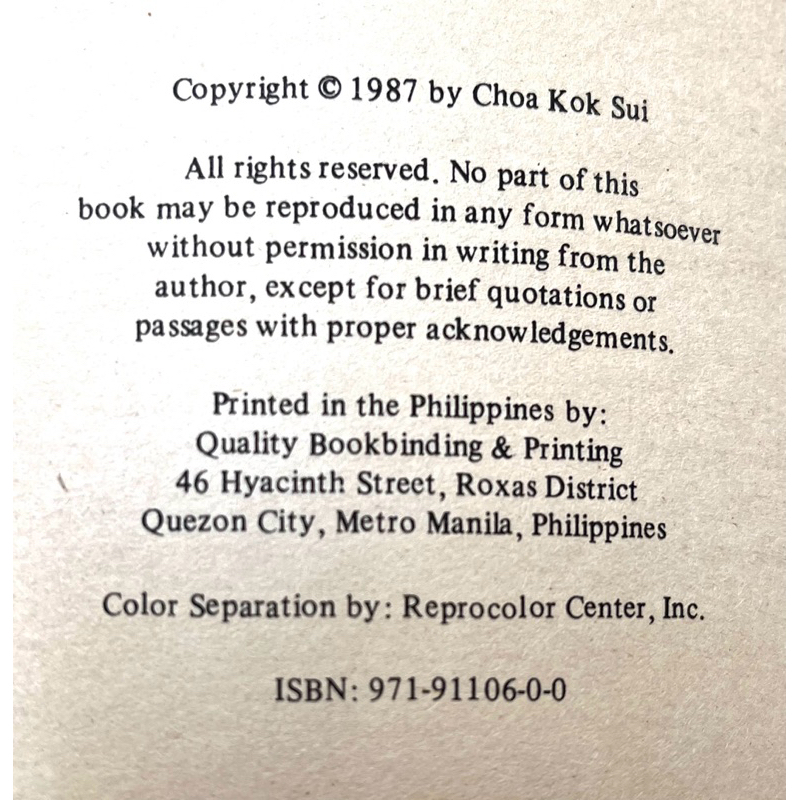 Copyright © 1987 by Choa Kok Sui
All rights reserved. No part of this
book may be reproduced in any form whatsoever
without permission in writing from the
author, except for brief quotations or
passages with proper acknowledgements.
Printed in the Philippines by:
Quality Bookbinding & Printing
46 Hyacinth Street, Roxas District
Quezon City, Metro Manila, Philippines
Color Separation by: Reprocolor Center, Inc.
ISBN: 971-91106-0-0